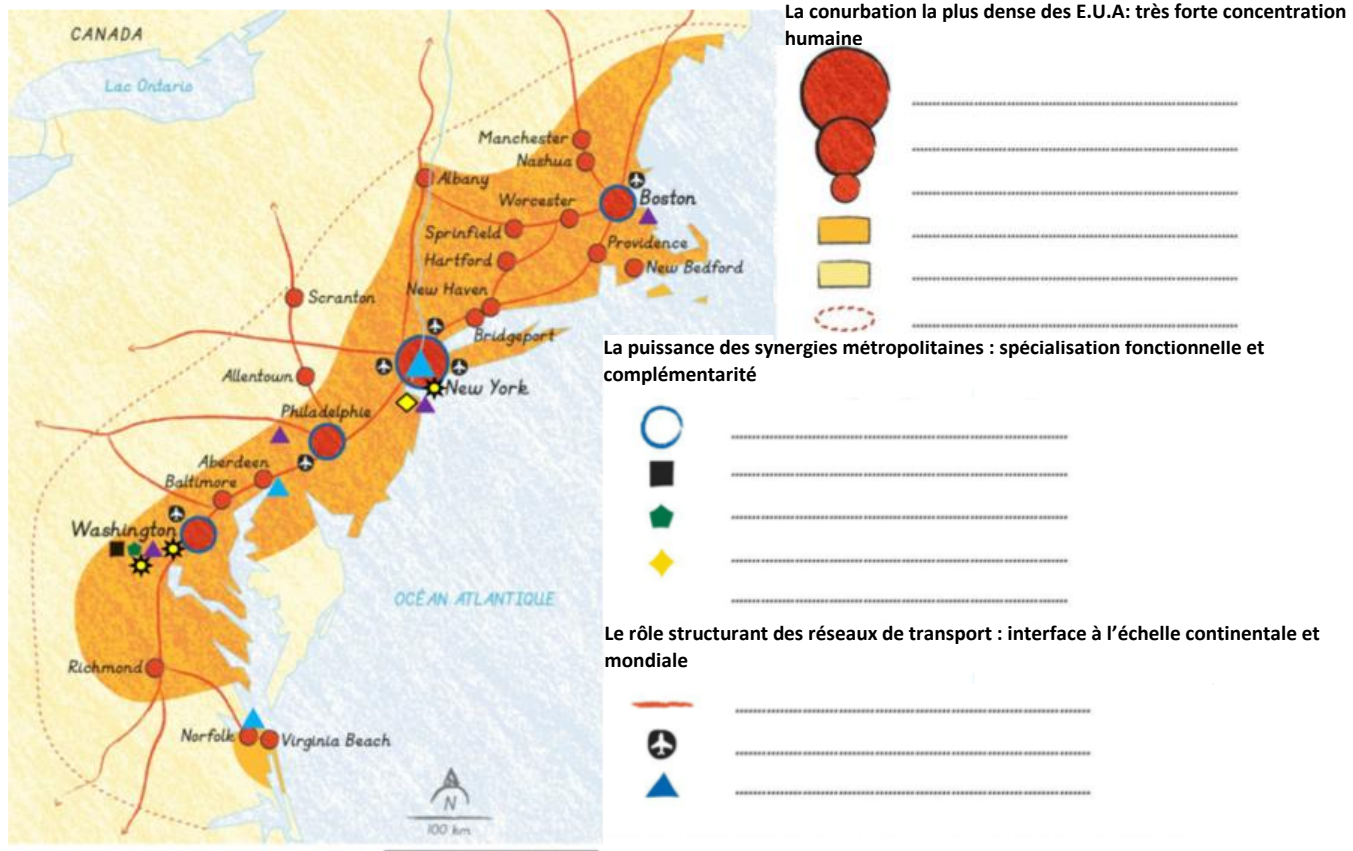 La conurbation la plus dense des E.U.A: très forte concentration
humaine
CANADA
Lac Ontario
Manchester
Nashua
Albany
Worcester
Boston
Sprinfield
Providence
Hartford
New Bedford
New Haven
Scranton
Bridgeport
La puissance des synergies métropolitaines : spécialisation fonctionnelle et
complémentarité
Allentown
New York
Philadelphie
Aberdeen
Baltimore
Washington
OCÉAN ATLANTIQUE
Le rôle structurant des réseaux de transport : interface à l'échelle continentale et
mondiale
Richmond
Norfolk
Virginia Beach
N
100 km